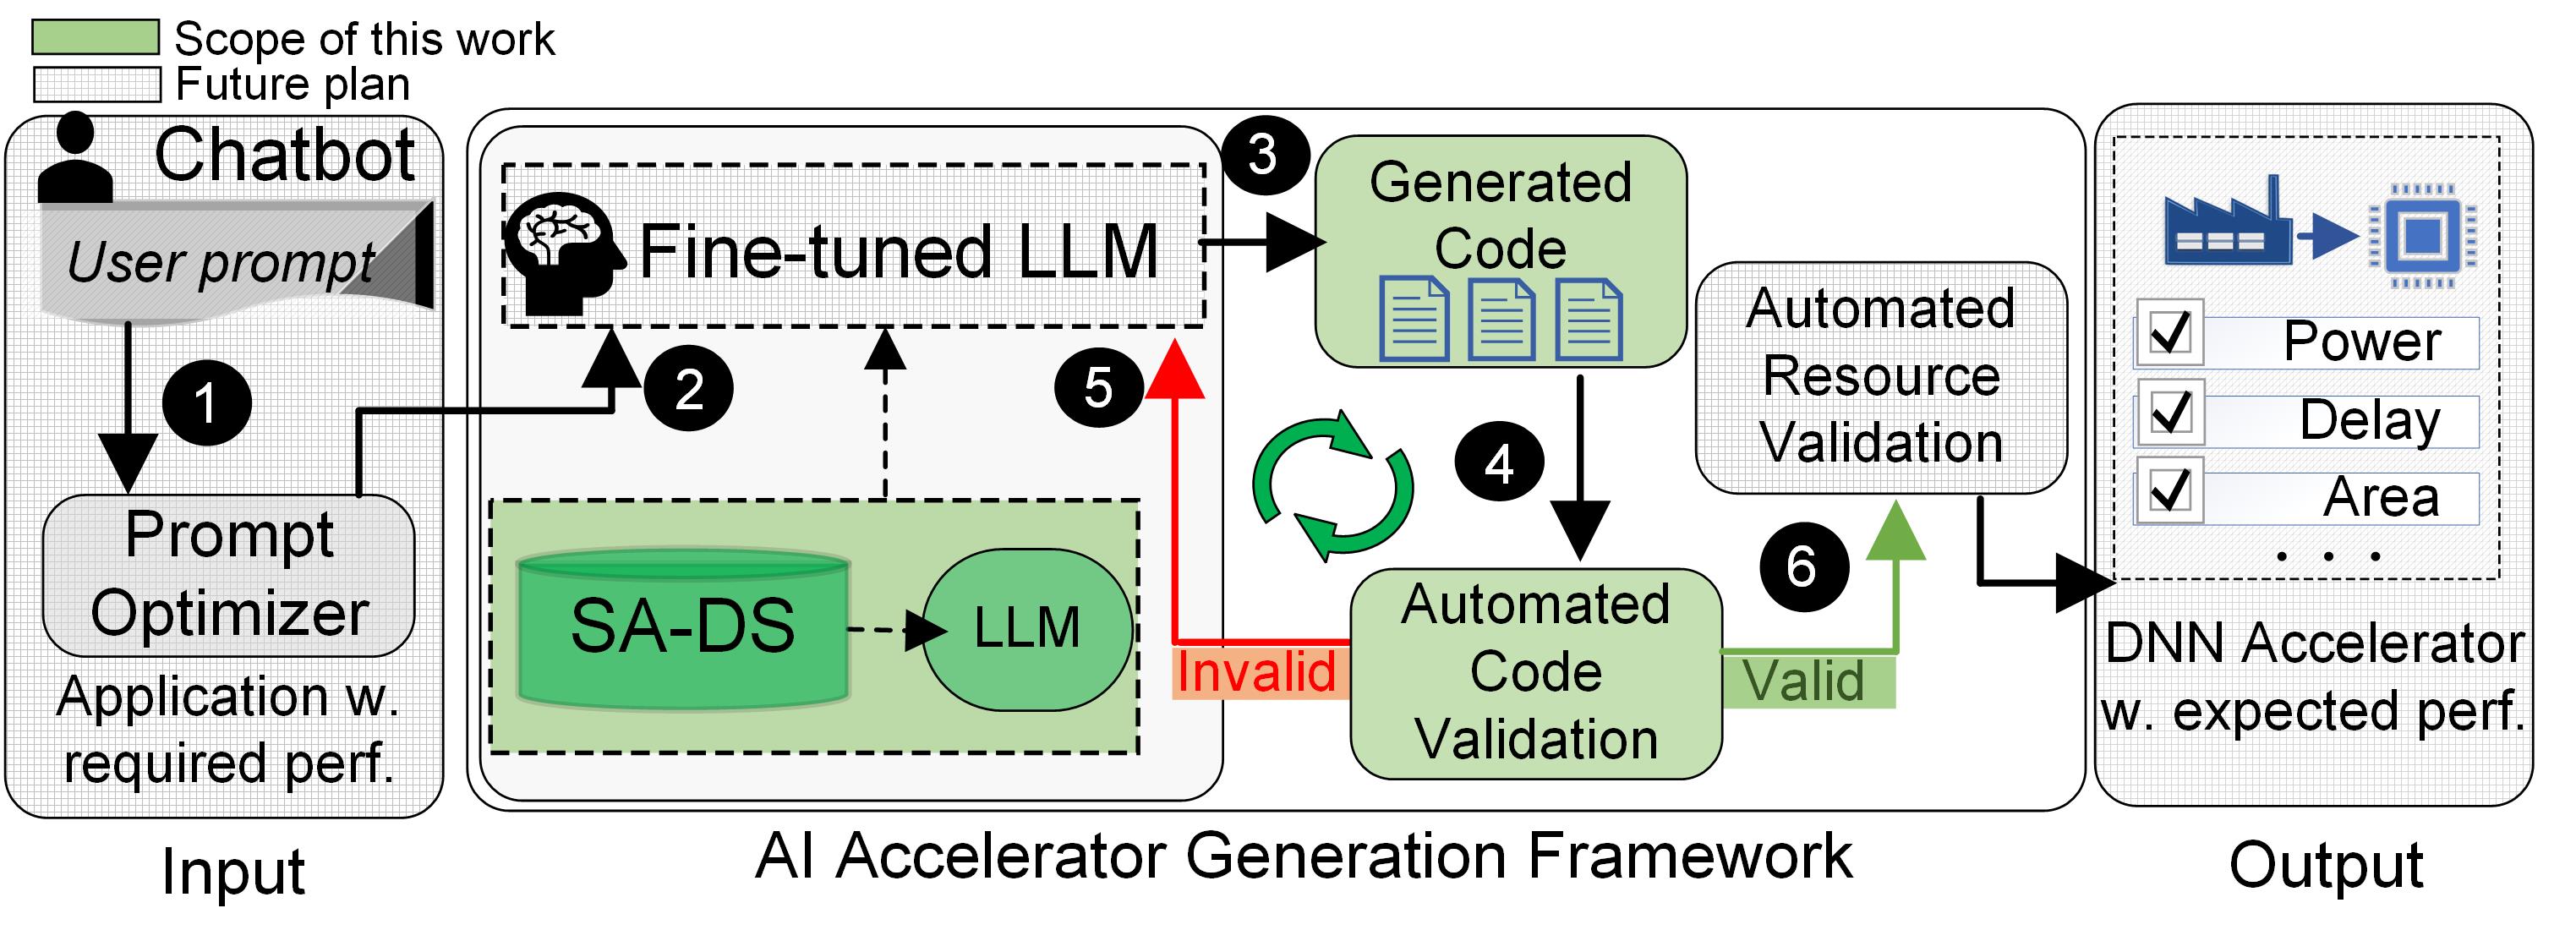 Scope of this work
Future plan
Chatbot
User prompt
1
Prompt
Optimizer
Application w.
required perf.
Input
Fine-tuned LLM
2
5
SA-DS
LLM
3
Generated
Code
4
Automated
Code
Validation
Invalid
Valid
6
Automated
Resource
Validation
AI Accelerator Generation Framework
Power
Delay
Area
. . .
DNN Accelerator
w. expected perf.
Output